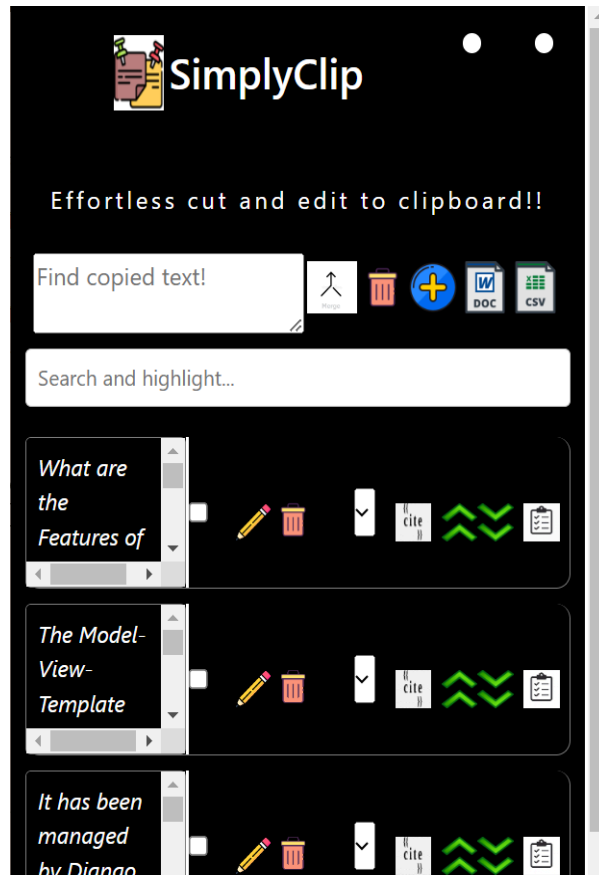 SimplyClip
Effortless cut and edit to clipboard!!
Find copied text!
Merge
W
DOC
X
CSV
Search and highlight...
What are
the
Features of
cite
The Model-
View-
Template
cite
It has been
managed
by Django
cite